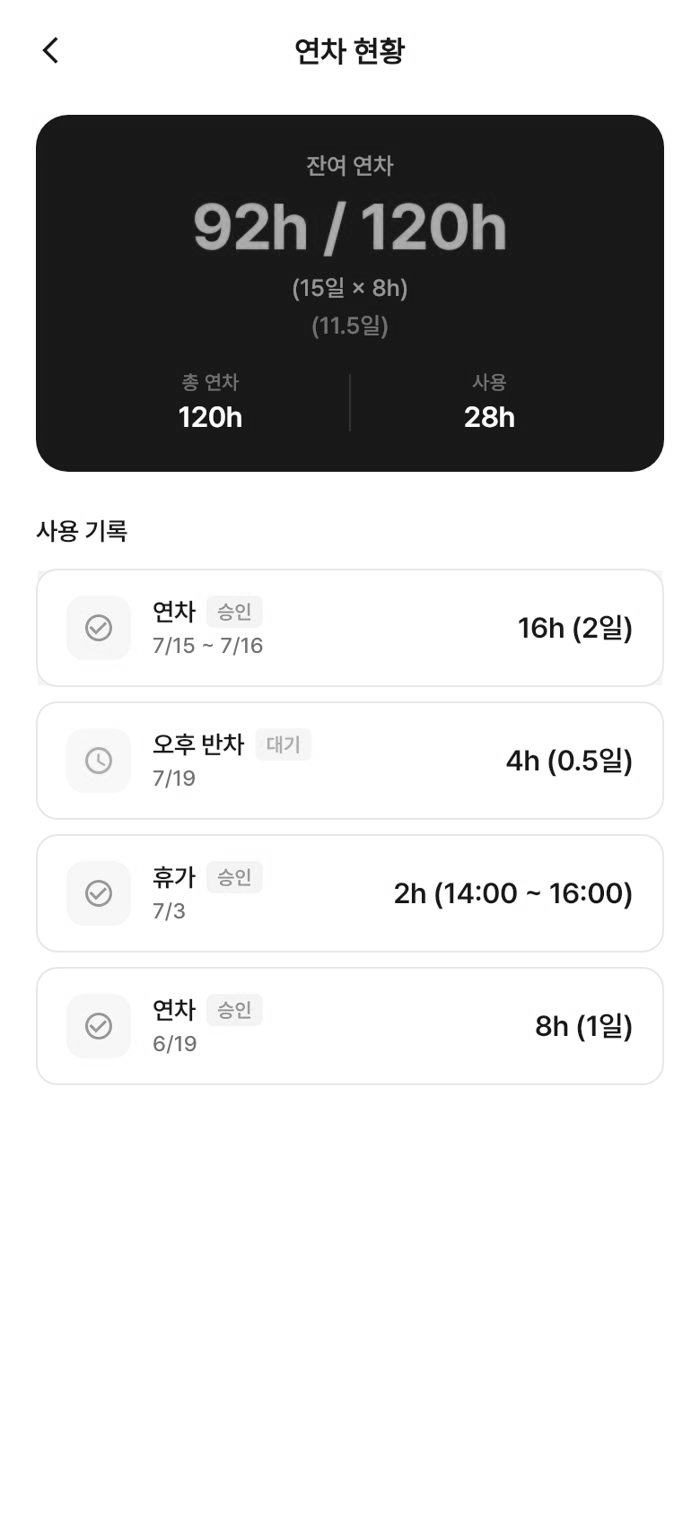 연차 현황
잔여 연차
92h / 120h
(15일 × 8h)
(11.5일)
총 연차
120h
사용
28h
사용 기록
연차 승인
7/15 ~ 7/16
16h (2일)
오후 반차 대기
7/19
4h (0.5일)
휴가 승인
7/3
2h (14:00 ~ 16:00)
연차 승인
6/19
8h (1일)